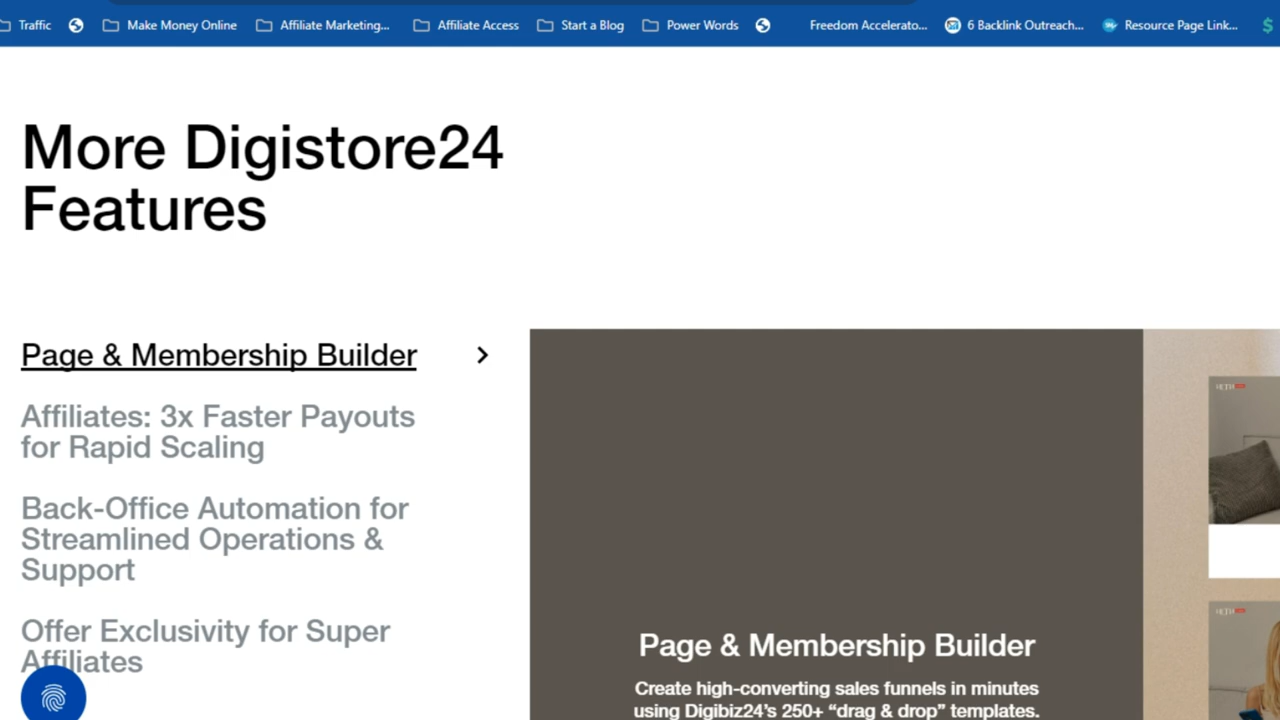 Traffic
Make Money Online
Affiliate Marketing...
Affiliate Access
Start a Blog
Power Words
Freedom Accelerato...
6 Backlink Outreach...
Resource Page Link...
More Digistore24
Features
Page & Membership Builder
Affiliates: 3x Faster Payouts
for Rapid Scaling
Back-Office Automation for
Streamlined Operations &
Support
Offer Exclusivity for Super
Affiliates
Page & Membership Builder
Create high-converting sales funnels in minutes
using Digibiz24’s 250+ “drag & drop” templates.